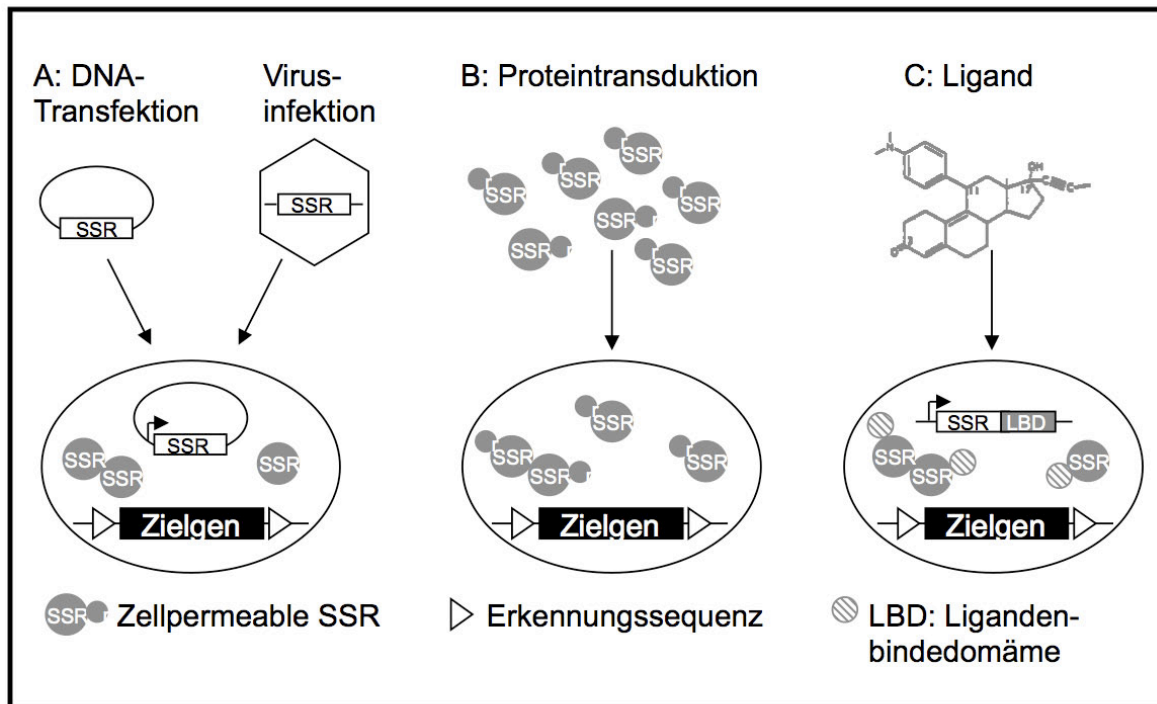 A: DNA-
Transfektion
Virus-
infektion
B: Proteintransduktion
C: Ligand
SSR
SSR
SSR
SSR
SSR
SSR
SSR
SSR
SSR
SSR
N
OH
C
O
SSR
SSR
SSR
SSR
Zielgen
SSR
SSR
SSR
SSR
Zielgen
SSR
LBD
SSR
SSR
SSR
Zielgen
SSR
Zellpermeable SSR
Erkennungssequenz
LBD: Liganden-
bindedomäme